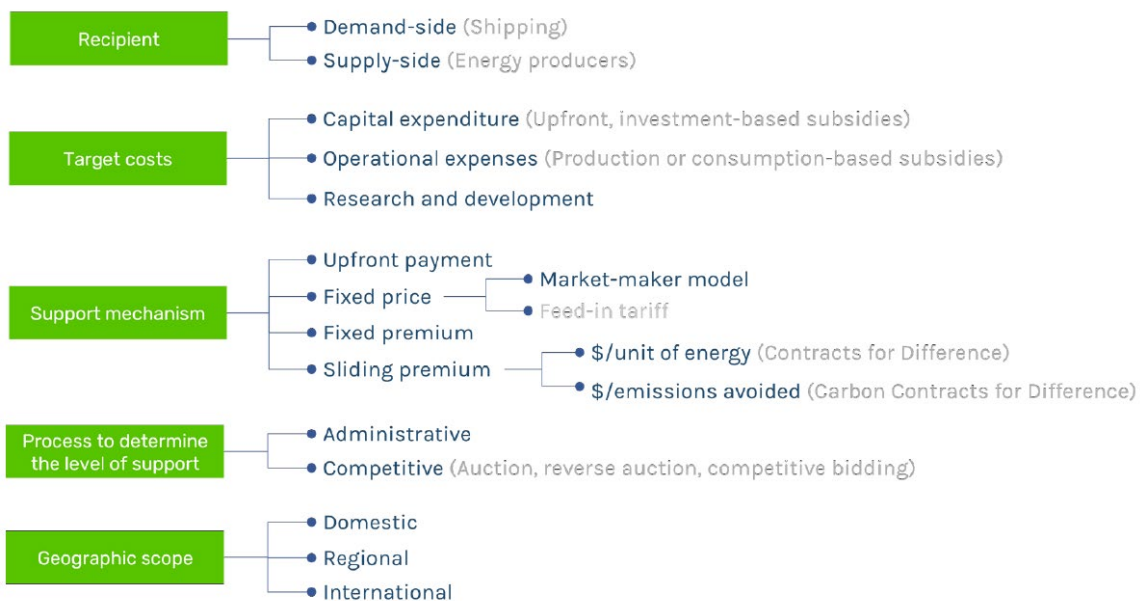 Recipient
Demand-side (Shipping)
Supply-side (Energy producers)
Target costs
Capital expenditure (Upfront, investment-based subsidies)
Operational expenses (Production or consumption-based subsidies)
Research and development
Support mechanism
Upfront payment
Fixed price
Market-maker model
Feed-in tariff
Fixed premium
Sliding premium
$/unit of energy (Contracts for Difference)
$/emissions avoided (Carbon Contracts for Difference)
Process to determine
the level of support
Administrative
Competitive (Auction, reverse auction, competitive bidding)
Geographic scope
Domestic
Regional
International